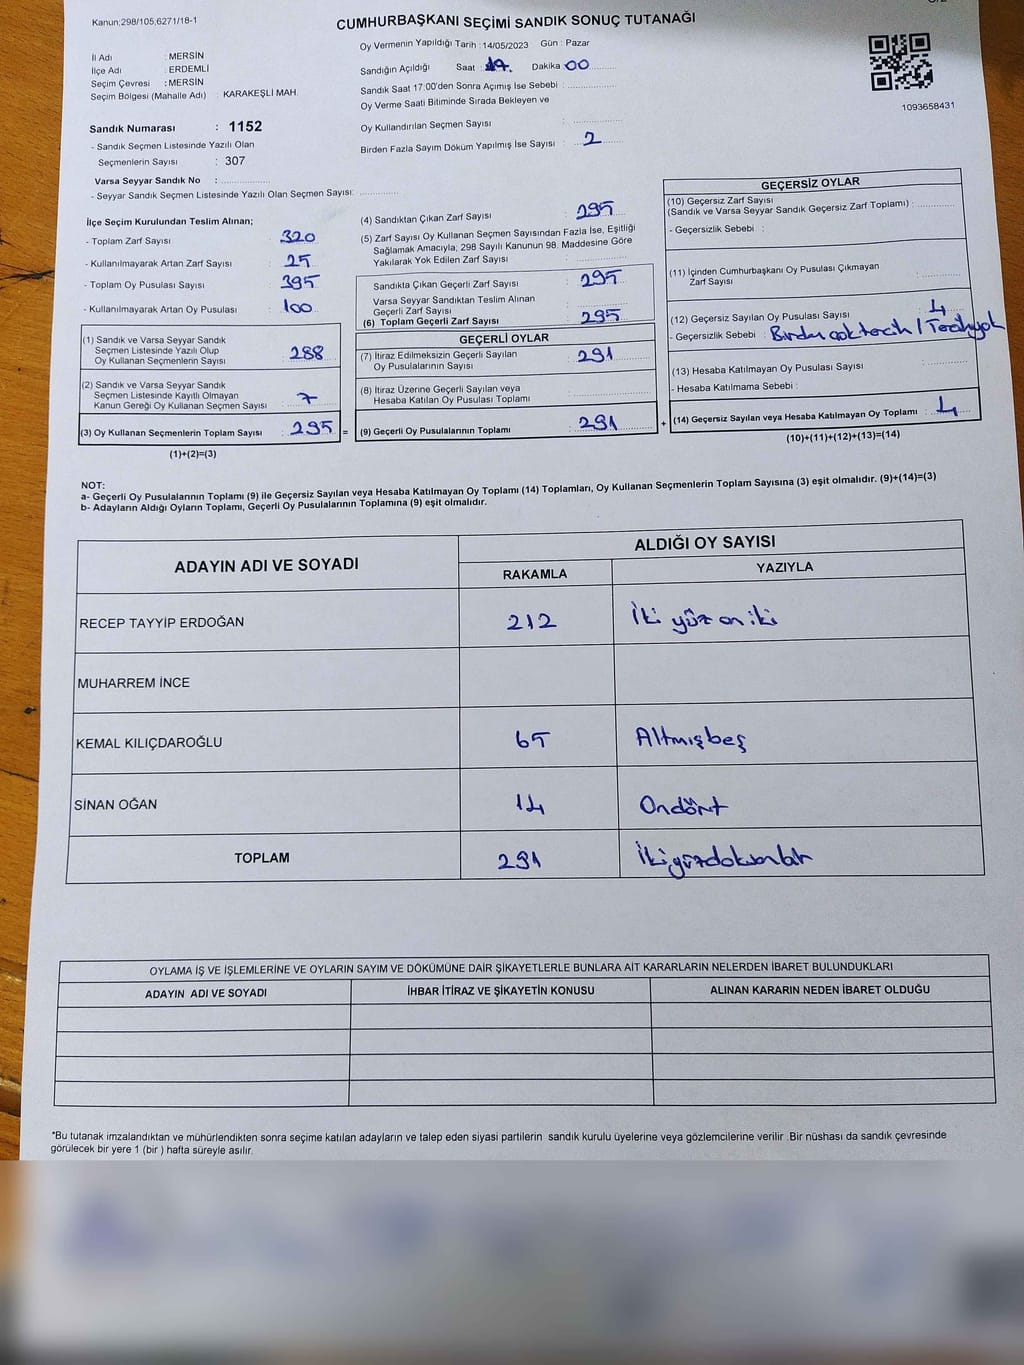 Kanun;298/105,6271/18-1
CUMHURBAŞKANI SEÇİMİ SANDIK SONUÇ TUTANAĞI
İl Adı : MERSİN
İlçe Adı : ERDEMLİ
Seçim Çevresi : MERSİN
Seçim Bölgesi (Mahalle Adı) : KARAKEŞLİ MAH.
Sandık Numarası : 1152
- Sandık Seçmen Listesinde Yazılı Olan
Seçmenlerin Sayısı : 307
Varsa Seyyar Sandık No :
- Seyyar Sandık Seçmen Listesinde Yazılı Olan Seçmen Sayısı:
Oy Vermenin Yapıldığı Tarih : 14/05/2023 Gün : Pazar
Sandığın Açıldığı Saat : 17. Dakika 00
Sandık Saat 17:00'den Sonra Açımış İse Sebebi :
Oy Verme Saati Bitiminde Sırada Bekleyen ve
Oy Kullandırılan Seçmen Sayısı :
Birden Fazla Sayım Döküm Yapılmış İse Sayısı : 2
1093658431
İlçe Seçim Kurulundan Teslim Alınan;
- Toplam Zarf Sayısı : 320
- Kullanılmayarak Artan Zarf Sayısı : 25
- Toplam Oy Pusulası Sayısı : 395
- Kullanılmayarak Artan Oy Pusulası : 100
(1) Sandık ve Varsa Seyyar Sandık
Seçmen Listesinde Yazılı Olup
Oy Kullanan Seçmenlerin Sayısı : 288
(2) Sandık ve Varsa Seyyar Sandık
Seçmen Listesinde Kayıtlı Olmayan
Kanun Gereği Oy Kullanan Seçmen Sayısı : 7
(3) Oy Kullanan Seçmenlerin Toplam Sayısı : 295 =
(1)+(2)=(3)
(4) Sandıktan Çıkan Zarf Sayısı : 295
(5) Zarf Sayısı Oy Kullanan Seçmen Sayısından Fazla İse, Eşitliği
Sağlamak Amacıyla; 298 Sayılı Kanunun 98. Maddesine Göre
Yakılarak Yok Edilen Zarf Sayısı :
Sandıkta Çıkan Geçerli Zarf Sayısı : 295
Varsa Seyyar Sandıktan Teslim Alınan
Geçerli Zarf Sayısı :
(6) Toplam Geçerli Zarf Sayısı : 295
GEÇERLİ OYLAR
(7) İtiraz Edilmeksizin Geçerli Sayılan
Oy Pusulalarının Sayısı : 291
(8) İtiraz Üzerine Geçerli Sayılan veya
Hesaba Katılan Oy Pusulası Toplamı :
(9) Geçerli Oy Pusulalarının Toplamı : 291 +
GEÇERSİZ OYLAR
(10) Geçersiz Zarf Sayısı
(Sandık ve Varsa Seyyar Sandık Geçersiz Zarf Toplamı) :
- Geçersizlik Sebebi :
(11) İçinden Cumhurbaşkanı Oy Pusulası Çıkmayan
Zarf Sayısı :
(12) Geçersiz Sayılan Oy Pusulası Sayısı : 4
- Geçersizlik Sebebi : Birden çok tercih / Tercih yok
(13) Hesaba Katılmayan Oy Pusulası Sayısı :
- Hesaba Katılmama Sebebi :
(14) Geçersiz Sayılan veya Hesaba Katılmayan Oy Toplamı : 4
(10)+(11)+(12)+(13)=(14)
NOT:
a- Geçerli Oy Pusulalarının Toplamı (9) ile Geçersiz Sayılan veya Hesaba Katılmayan Oy Toplamı (14) Toplamları, Oy Kullanan Seçmenlerin Toplam Sayısına (3) eşit olmalıdır. (9)+(14)=(3)
b- Adayların Aldığı Oyların Toplamı, Geçerli Oy Pusulalarının Toplamına (9) eşit olmalıdır.
ADAYIN ADI VE SOYADI ALDIĞI OY SAYISI
RAKAMLA YAZIYLA
RECEP TAYYİP ERDOĞAN 212 İki yüz on iki
MUHARREM İNCE
KEMAL KILIÇDAROĞLU 65 Altmışbeş
SİNAN OĞAN 14 Ondört
TOPLAM 291 İkiyüzdoksanbir
OYLAMA İŞ VE İŞLEMLERİNE VE OYLARIN SAYIM VE DÖKÜMÜNE DAİR ŞİKAYETLERLE BUNLARA AİT KARARLARIN NELERDEN İBARET BULUNDUKLARI
ADAYIN ADI VE SOYADI İHBAR İTİRAZ VE ŞİKAYETİN KONUSU ALINAN KARARIN NEDEN İBARET OLDUĞU
*Bu tutanak imzalandıktan ve mühürlendikten sonra seçime katılan adayların ve talep eden siyasi partilerin sandık kurulu üyelerine veya gözlemcilerine verilir .Bir nüshası da sandık çevresinde
görülecek bir yere 1 (bir ) hafta süreyle asılır.